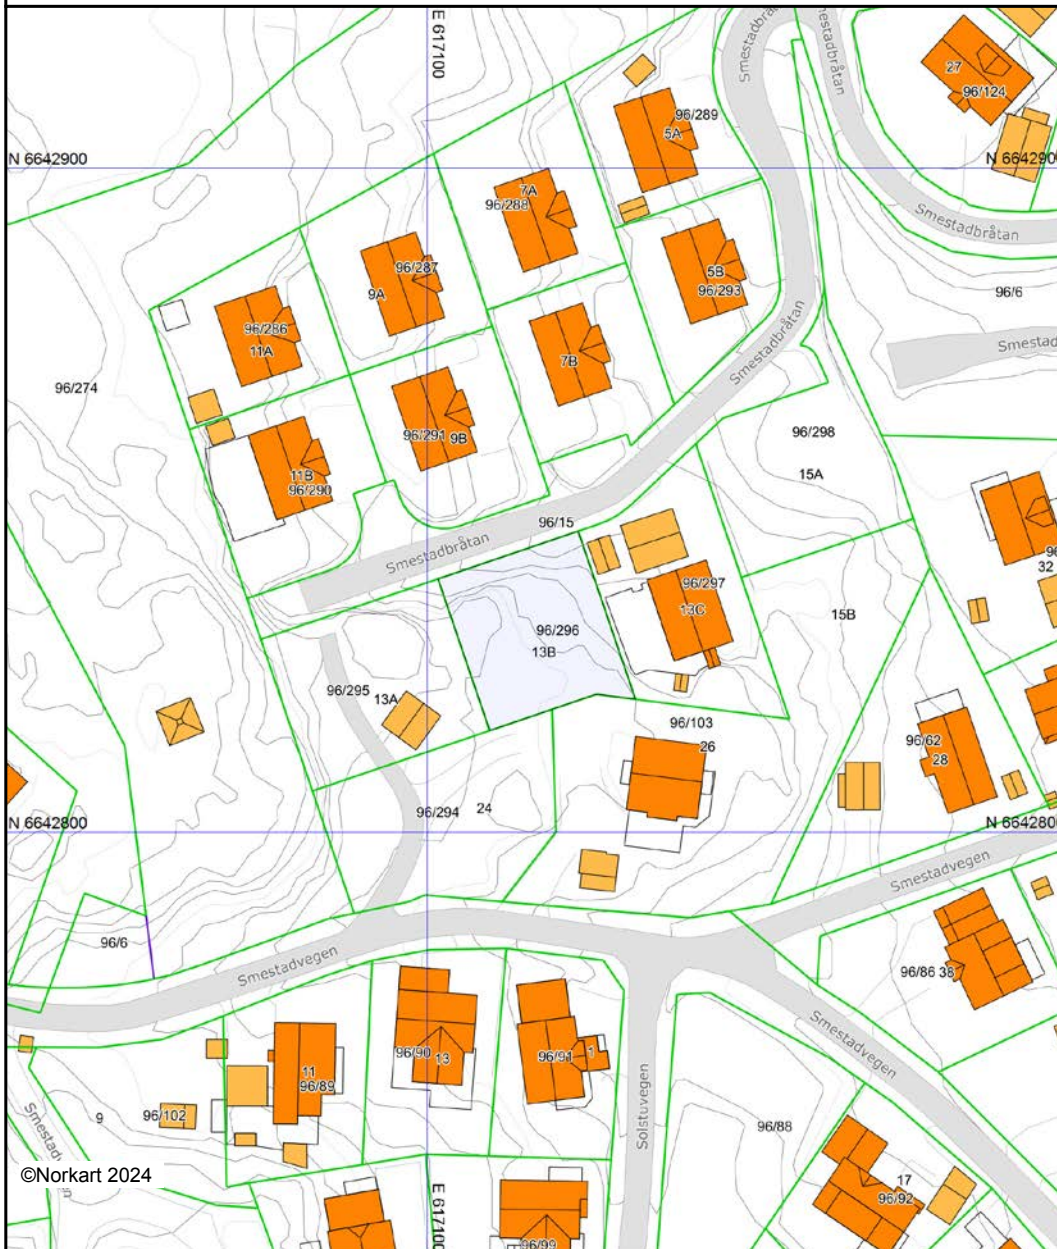 E 617100
Smestadbråtan
Smestadbråtan
27
96/124
96/289
5A
N 6642900
N 6642900
7A
96/288
Smestadbråtan
96/287
9A
5B
96/293
96/6
96/286
11A
7B
Smestadbråtan
Smestad
96/274
96/291
9B
96/298
15A
11B
96/290
96/15
Smestadbråtan
32
96/297
13C
96/296
13B
15B
96/295
13A
96/103
26
96/62
28
96/294
24
N 6642800
N 6642800
Smestadvegen
96/6
Smestadvegen
96/86
38
96/90
13
96/91
1
11
96/89
Smestadvegen
Solstuvegen
9
96/102
Smestadvegen
96/88
17
96/92
©Norkart 2024
E 617100
96/99